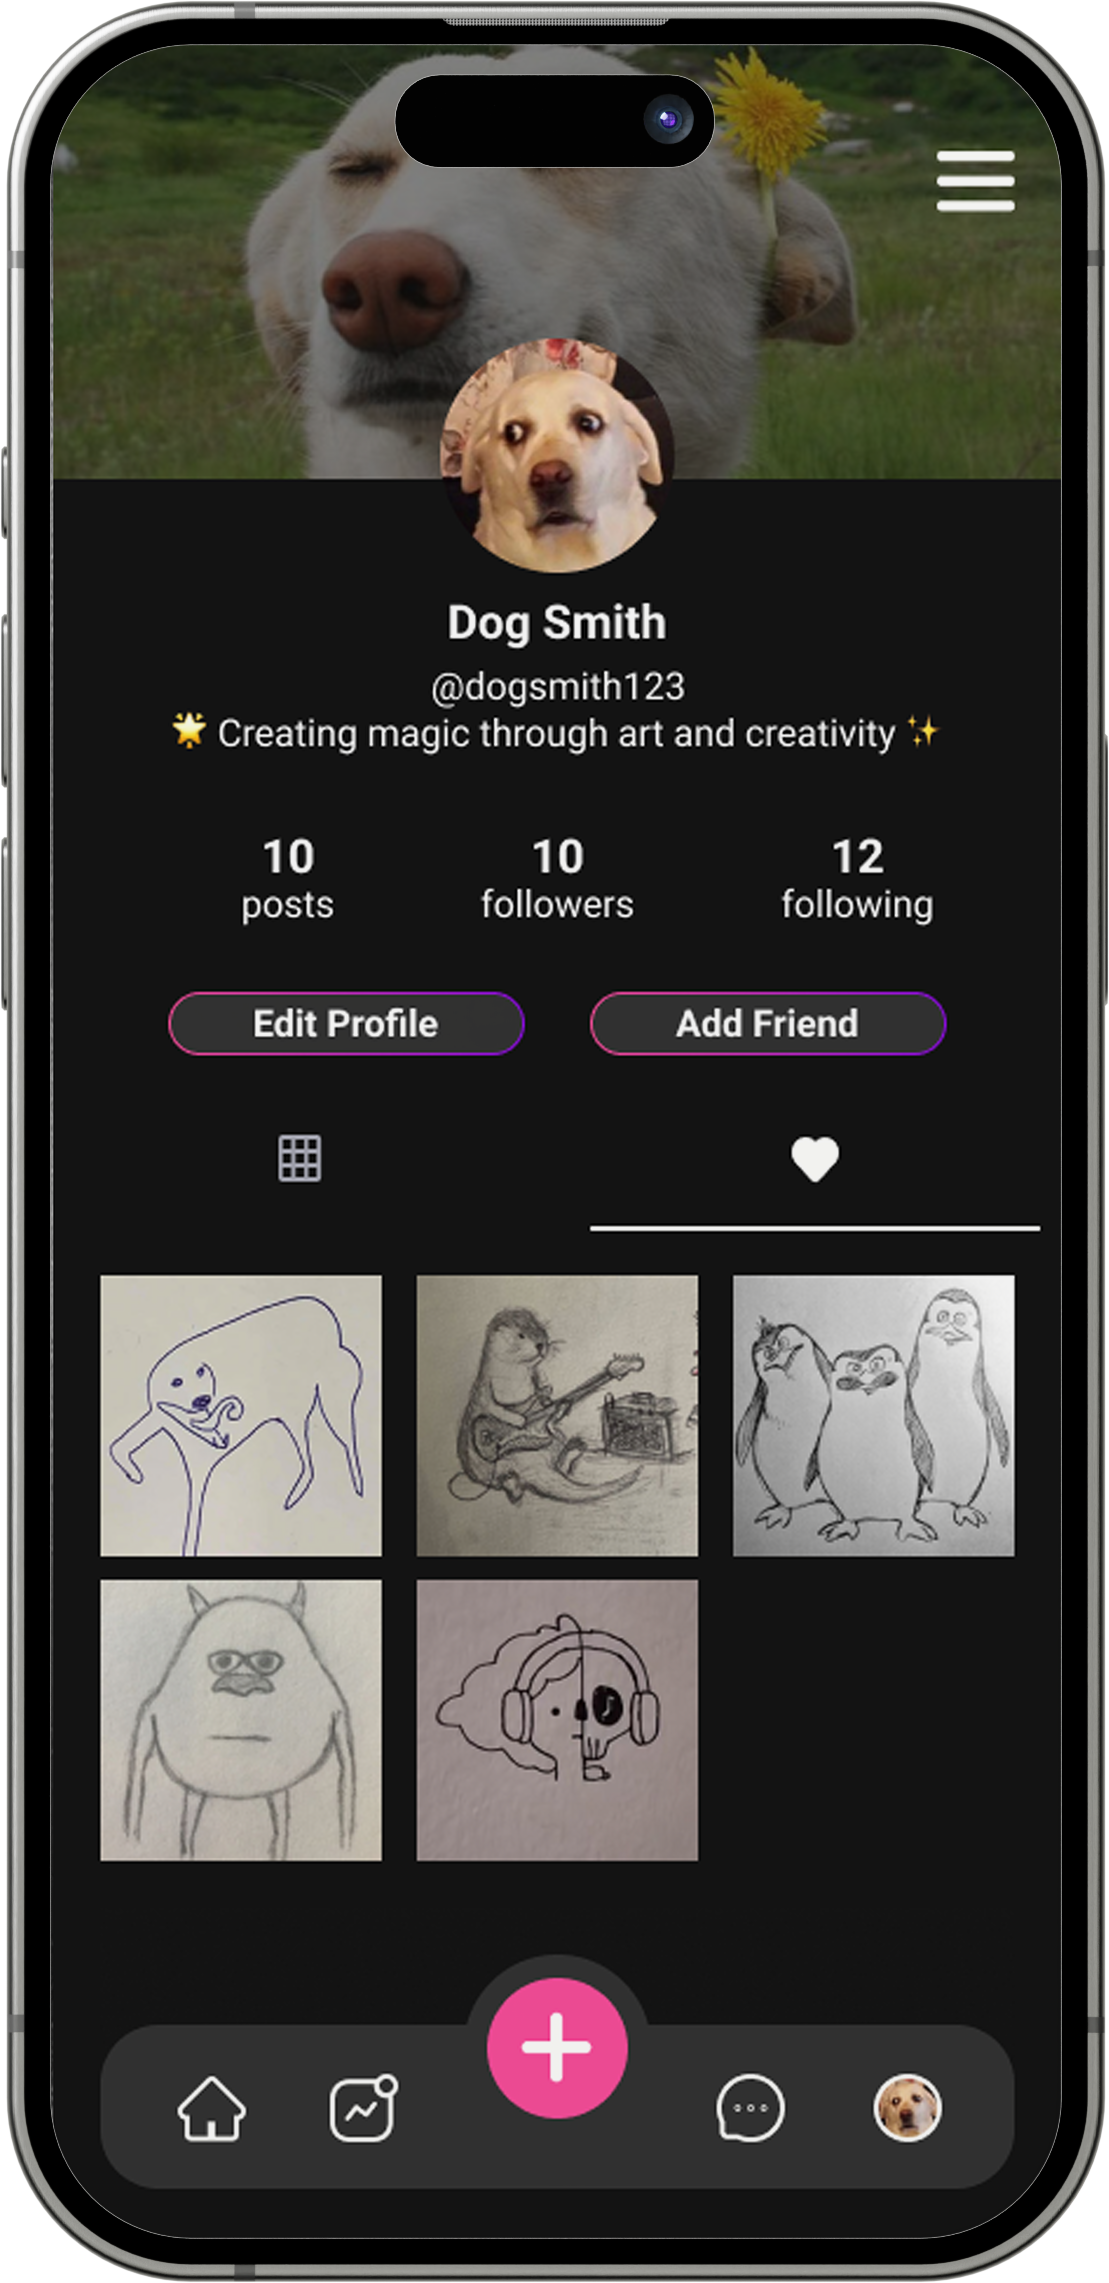 Dog Smith
@dogsmith123
🌟 Creating magic through art and creativity ✨
10 10 12
posts followers following
Edit Profile Add Friend